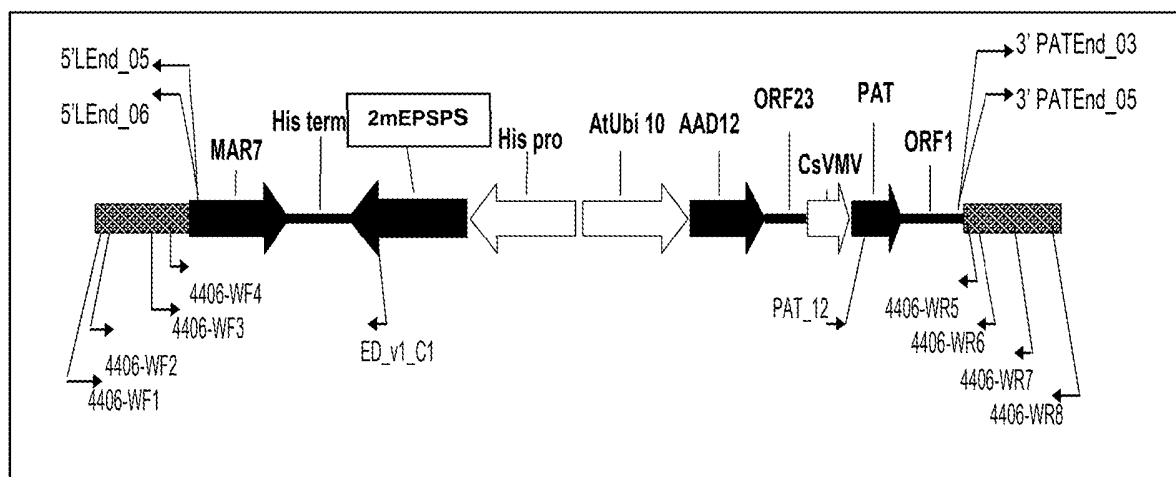 5'LEnd_05
5'LEnd_06
MAR7
His term
2mEPSPS
His pro
AtUbi 10
AAD12
ORF23
CsVMV
PAT
ORF1
3' PATEnd_03
3' PATEnd_05
4406-WF4
4406-WF3
4406-WF2
4406-WF1
ED_v1_C1
PAT_12
4406-WR5
4406-WR6
4406-WR7
4406-WR8